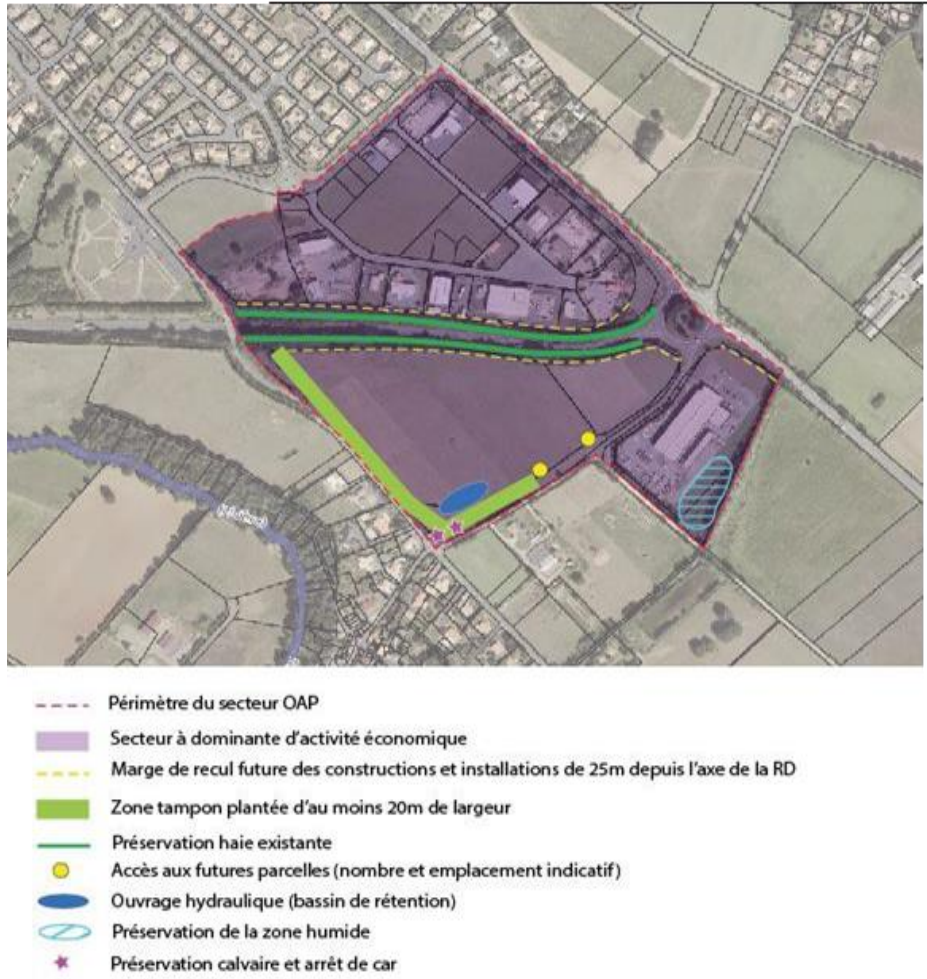 Périmètre du secteur OAP
Secteur à dominante d'activité économique
Marge de recul future des constructions et installations de 25m depuis l'axe de la RD
Zone tampon plantée d'au moins 20m de largeur
Préservation haie existante
Accès aux futures parcelles (nombre et emplacement indicatif)
Ouvrage hydraulique (bassin de rétention)
Préservation de la zone humide
Préservation calvaire et arrêt de car